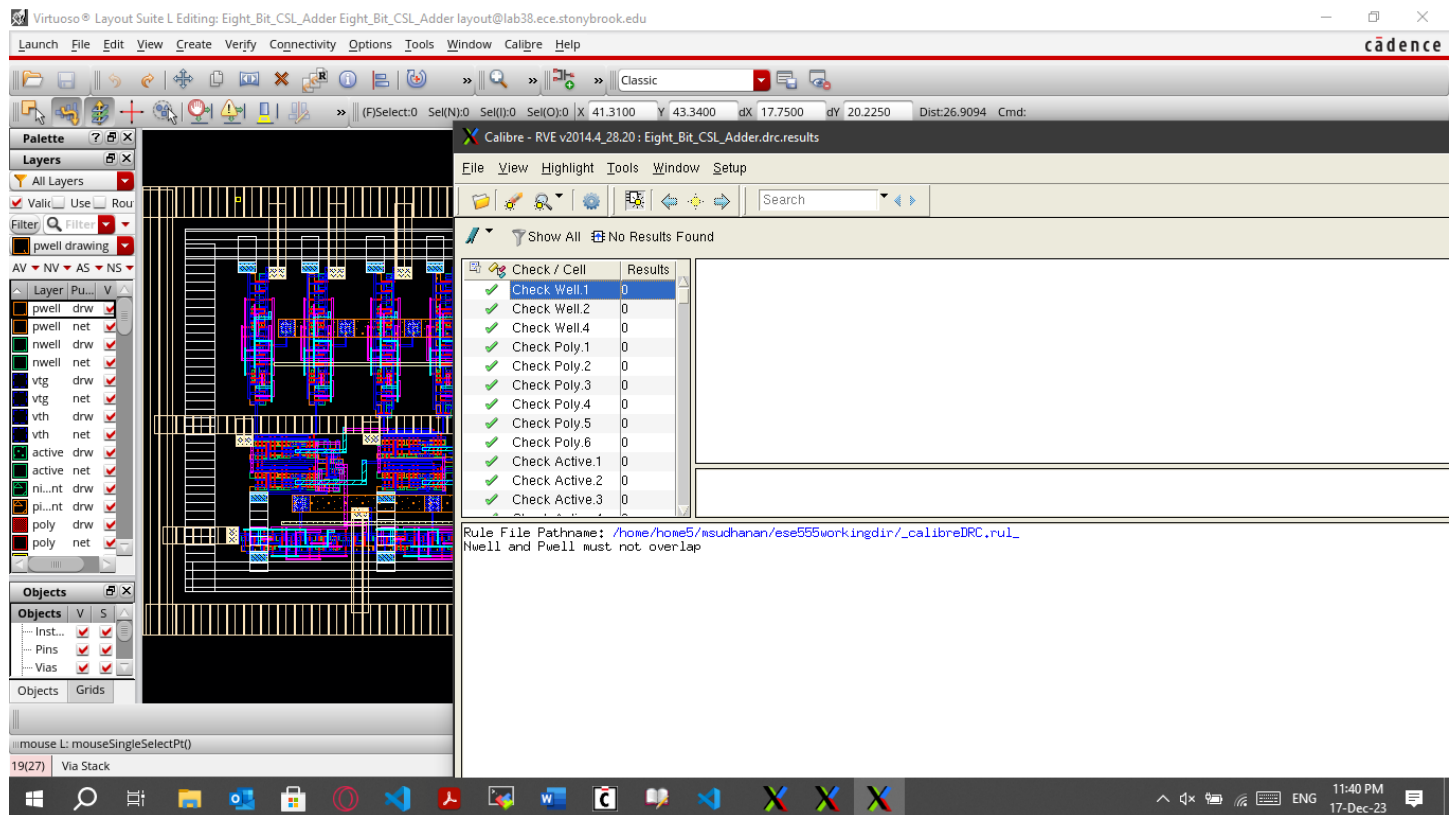 Virtuoso® Layout Suite L Editing: Eight_Bit_CSL_Adder Eight_Bit_CSL_Adder layout@lab38.ece.stonybrook.edu
Launch File Edit View Create Verify Connectivity Options Tools Window Calibre Help
cādence
» » » Classic
» (F)Select:0 Sel(N):0 Sel(I):0 Sel(O):0 X 41.3100 Y 43.3400 dX 17.7500 dY 20.2250 Dist:26.9094 Cmd:
Palette
Layers
All Layers
Valic Use Rou
Filter Filter
pwell drawing
AV NV AS NS
Layer Pu... V
pwell drw
pwell net
nwell drw
nwell net
vtg drw
vtg net
vth drw
vth net
active drw
active net
ni...nt drw
pi...nt drw
poly drw
poly net
Objects
Objects V S
Inst...
Pins
Vias
Objects Grids
Calibre - RVE v2014.4_28.20 : Eight_Bit_CSL_Adder.drc.results
File View Highlight Tools Window Setup
Search
Show All No Results Found
Check / Cell Results
Check Well.1 0
Check Well.2 0
Check Well.4 0
Check Poly.1 0
Check Poly.2 0
Check Poly.3 0
Check Poly.4 0
Check Poly.5 0
Check Poly.6 0
Check Active.1 0
Check Active.2 0
Check Active.3 0
Rule File Pathname: /home/home5/msudhanan/ese555workingdir/_calibreDRC.rul_
Nwell and Pwell must not overlap
mouse L: mouseSingleSelectPt()
19(27) Via Stack
ENG
11:40 PM
17-Dec-23